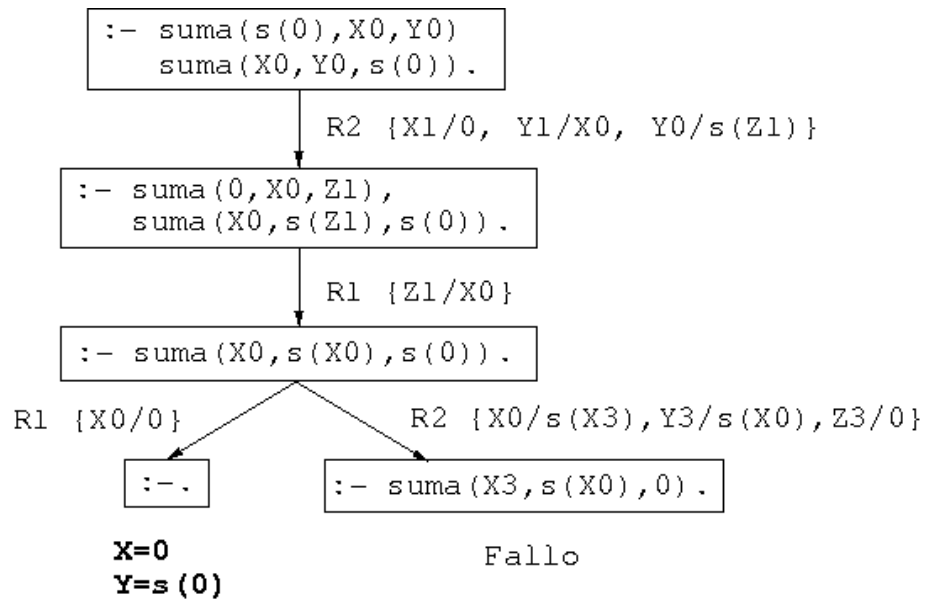 :- suma(s(0),X0,Y0)
suma(X0,Y0,s(0)).
R2 {X1/0, Y1/X0, Y0/s(Z1)}
:- suma(0,X0,Z1),
suma(X0,s(Z1),s(0)).
R1 {Z1/X0}
:- suma(X0,s(X0),s(0)).
R1 {X0/0}
R2 {X0/s(X3),Y3/s(X0),Z3/0}
:-.
:- suma(X3,s(X0),0).
X=0
Y=s(0)
Fallo